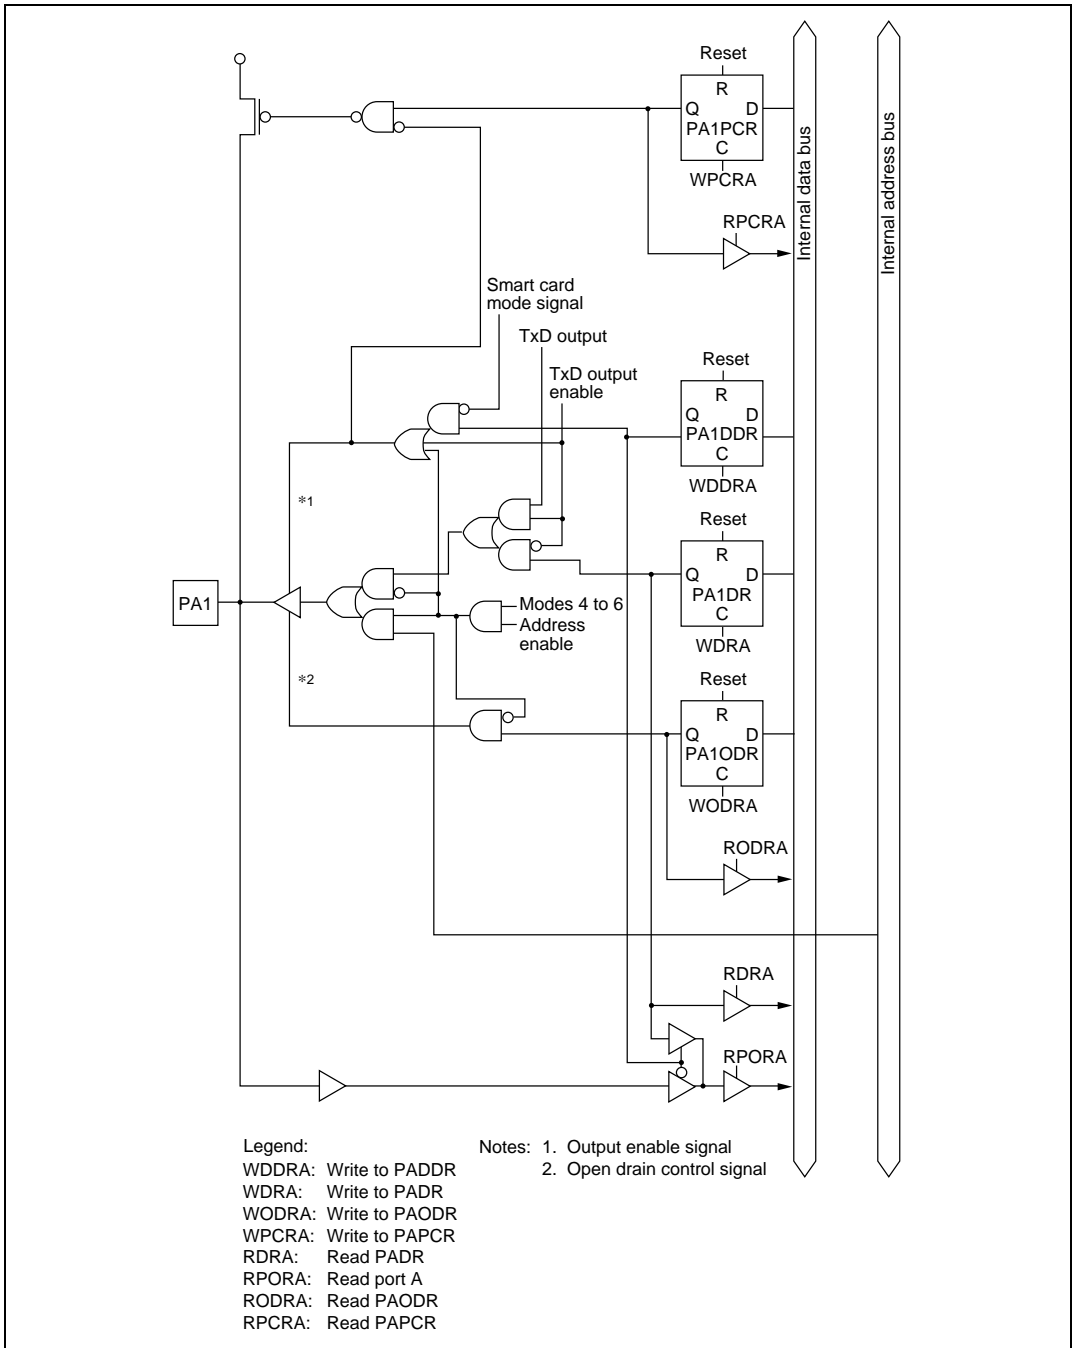 Reset
R
Q D
PA1PCR
C
WPCRA
RPCRA
Internal data bus
Internal address bus
Smart card
mode signal
TxD output
TxD output
enable
Reset
R
Q D
PA1DDR
C
WDDRA
*1
Reset
R
Q D
PA1DR
C
WDRA
PA1
Modes 4 to 6
Address
enable
*2
Reset
R
Q D
PA1ODR
C
WODRA
RODRA
RDRA
RPORA
Legend:
WDDRA: Write to PADDR
WDRA: Write to PADR
WODRA: Write to PAODR
WPCRA: Write to PAPCR
RDRA: Read PADR
RPORA: Read port A
RODRA: Read PAODR
RPCRA: Read PAPCR
Notes: 1. Output enable signal
2. Open drain control signal